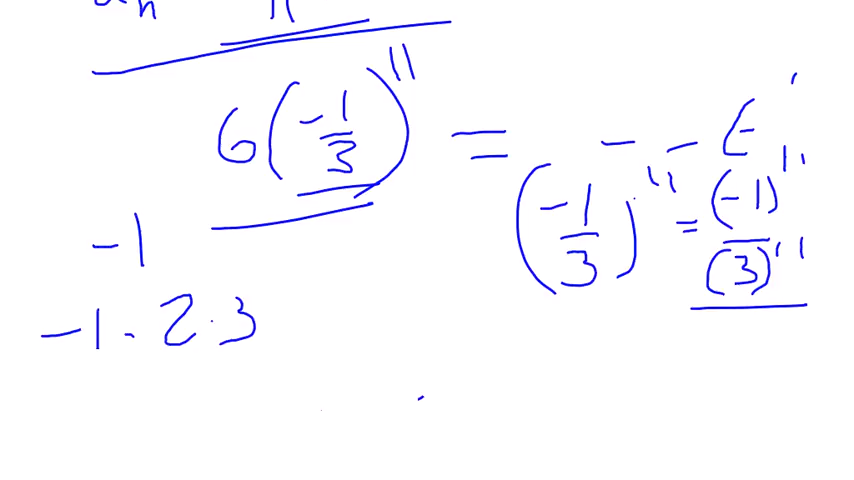 n
6(-1/3)^11 = - - (-
(-1/3)^11 = (-1)^11/(3)^11
-1
-1 · 2 · 3